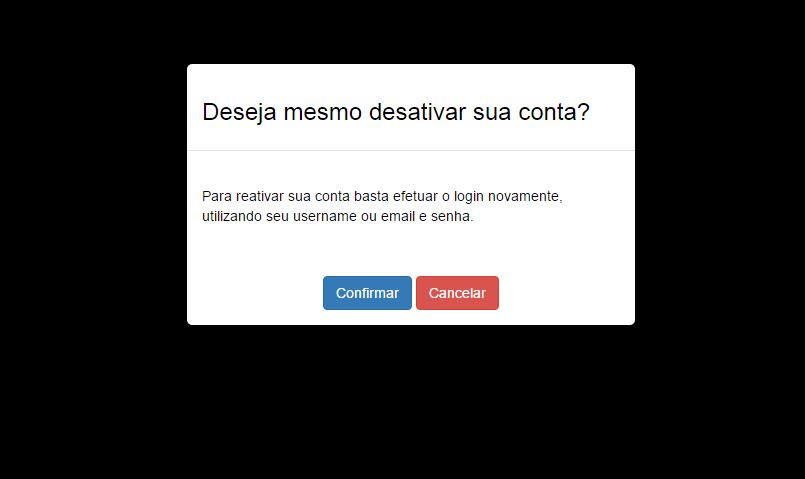 Deseja mesmo desativar sua conta?
Para reativar sua conta basta efetuar o login novamente,
utilizando seu username ou email e senha.
Confirmar Cancelar